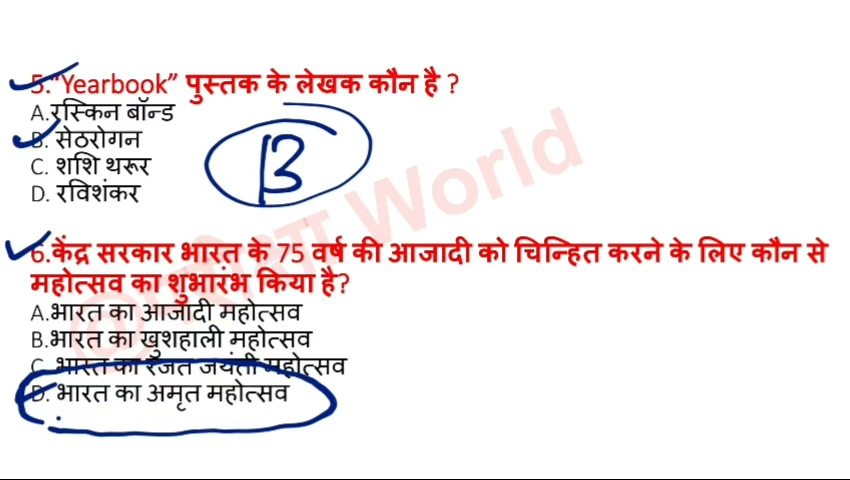 5.“Yearbook” पुस्तक के लेखक कौन है ?
A.रस्किन बॉन्ड
B. सेठरोगन
C. शशि थरूर
D. रविशंकर
B
6.केंद्र सरकार भारत के 75 वर्ष की आजादी को चिन्हित करने के लिए कौन से
महोत्सव का शुभारंभ किया है?
A.भारत का आजादी महोत्सव
B.भारत का खुशहाली महोत्सव
C. भारत का रजत जयंती महोत्सव
D. भारत का अमृत महोत्सव
World